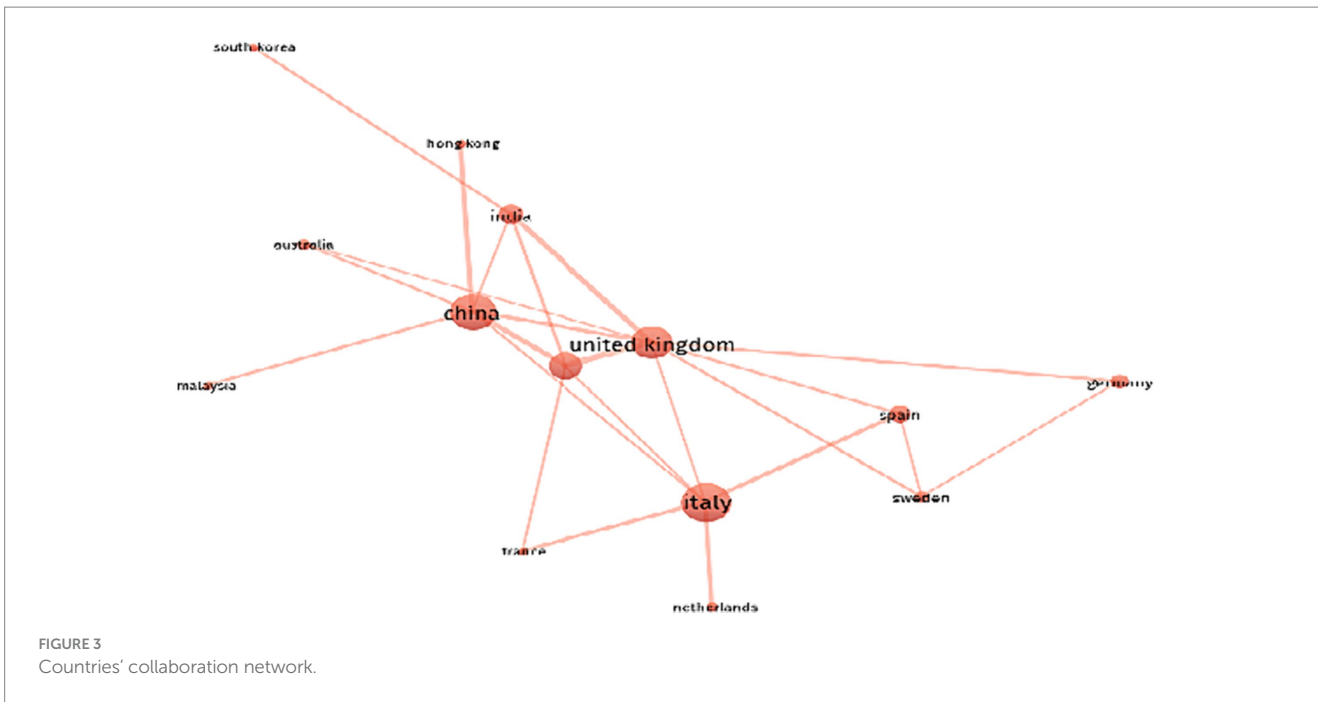 south korea
hong kong
india
australia
china
united kingdom
malaysia
germany
spain
italy
sweden
france
netherlands
FIGURE 3
Countries' collaboration network.